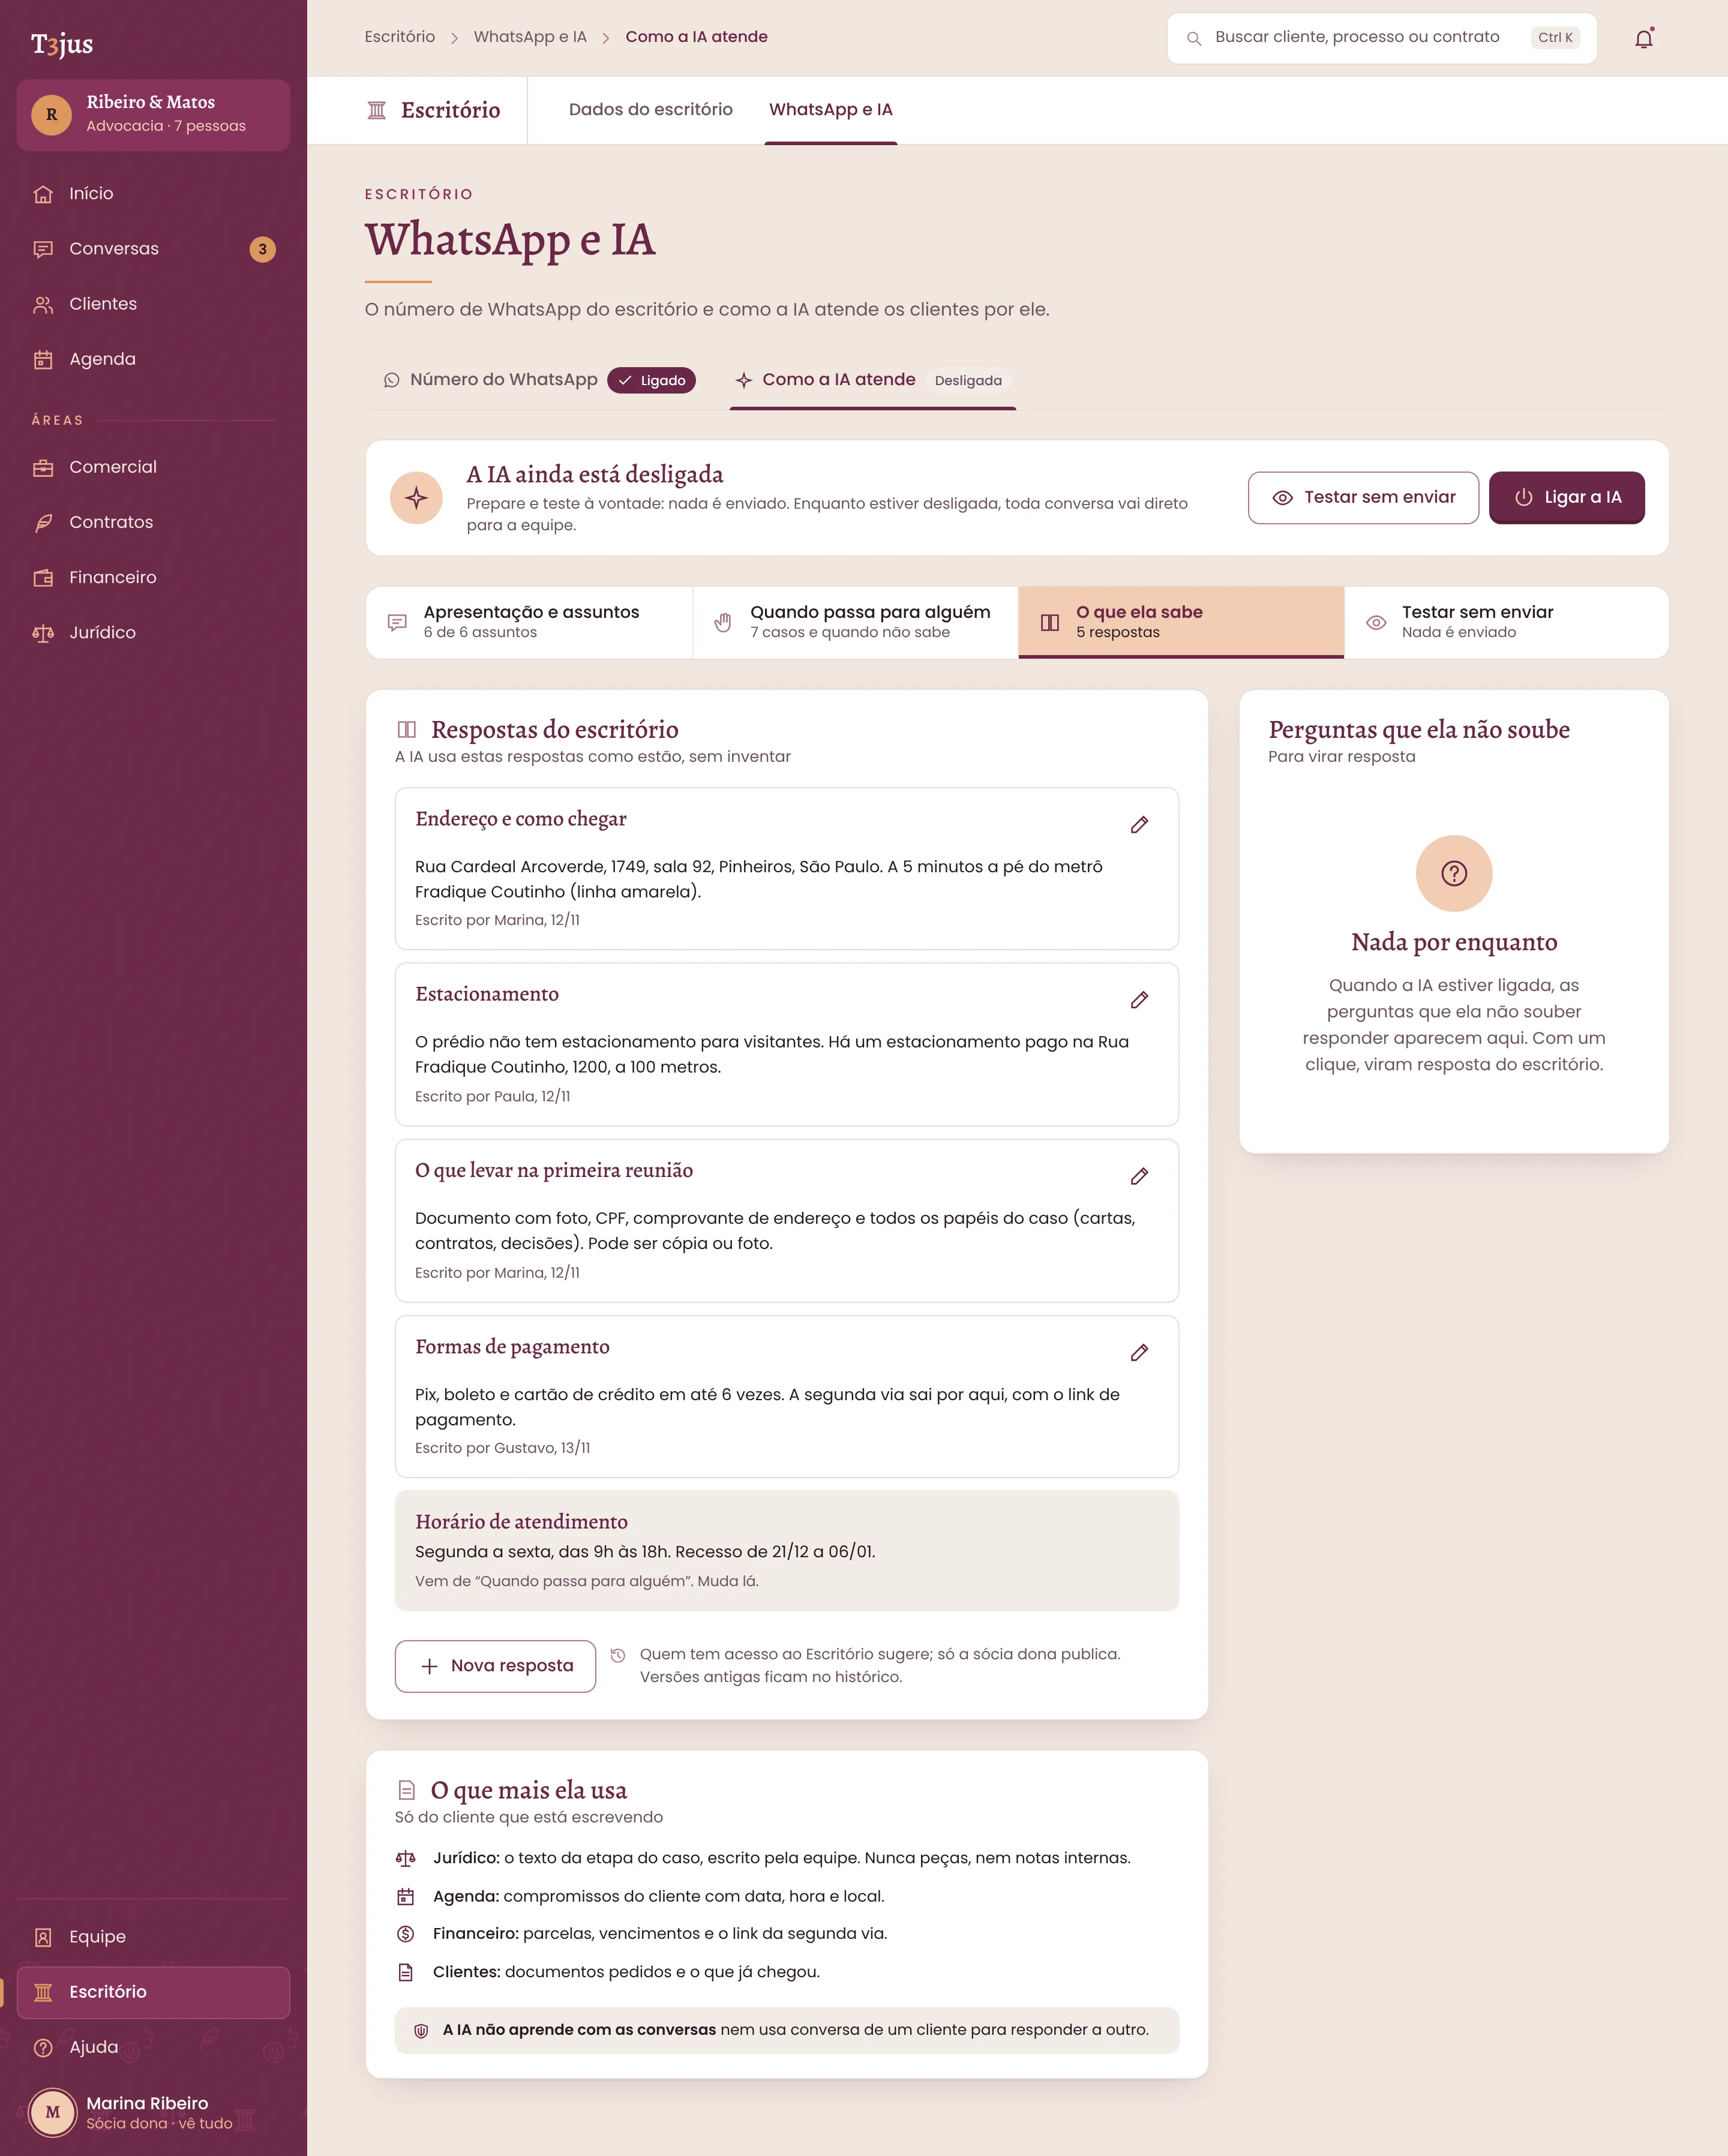 T3jus
R
Ribeiro & Matos
Advocacia · 7 pessoas
Início
Conversas
3
Clientes
Agenda
ÁREAS
Comercial
Contratos
Financeiro
Jurídico
Equipe
Escritório
Ajuda
M
Marina Ribeiro
Sócia dona · vê tudo
Escritório
WhatsApp e IA
Como a IA atende
Buscar cliente, processo ou contrato
Ctrl K
Escritório
Dados do escritório
WhatsApp e IA
ESCRITÓRIO
WhatsApp e IA
O número de WhatsApp do escritório e como a IA atende os clientes por ele.
Número do WhatsApp
Ligado
Como a IA atende
Desligada
A IA ainda está desligada
Prepare e teste à vontade: nada é enviado. Enquanto estiver desligada, toda conversa vai direto
para a equipe.
Testar sem enviar
Ligar a IA
Apresentação e assuntos
6 de 6 assuntos
Quando passa para alguém
7 casos e quando não sabe
O que ela sabe
5 respostas
Testar sem enviar
Nada é enviado
Respostas do escritório
A IA usa estas respostas como estão, sem inventar
Endereço e como chegar
Rua Cardeal Arcoverde, 1749, sala 92, Pinheiros, São Paulo. A 5 minutos a pé do metrô
Fradique Coutinho (linha amarela).
Escrito por Marina, 12/11
Estacionamento
O prédio não tem estacionamento para visitantes. Há um estacionamento pago na Rua
Fradique Coutinho, 1200, a 100 metros.
Escrito por Paula, 12/11
O que levar na primeira reunião
Documento com foto, CPF, comprovante de endereço e todos os papéis do caso (cartas,
contratos, decisões). Pode ser cópia ou foto.
Escrito por Marina, 12/11
Formas de pagamento
Pix, boleto e cartão de crédito em até 6 vezes. A segunda via sai por aqui, com o link de
pagamento.
Escrito por Gustavo, 13/11
Horário de atendimento
Segunda a sexta, das 9h às 18h. Recesso de 21/12 a 06/01.
Vem de “Quando passa para alguém”. Muda lá.
Nova resposta
Quem tem acesso ao Escritório sugere; só a sócia dona publica.
Versões antigas ficam no histórico.
Perguntas que ela não soube
Para virar resposta
Nada por enquanto
Quando a IA estiver ligada, as
perguntas que ela não souber
responder aparecem aqui. Com um
clique, viram resposta do escritório.
O que mais ela usa
Só do cliente que está escrevendo
Jurídico: o texto da etapa do caso, escrito pela equipe. Nunca peças, nem notas internas.
Agenda: compromissos do cliente com data, hora e local.
Financeiro: parcelas, vencimentos e o link da segunda via.
Clientes: documentos pedidos e o que já chegou.
A IA não aprende com as conversas nem usa conversa de um cliente para responder a outro.